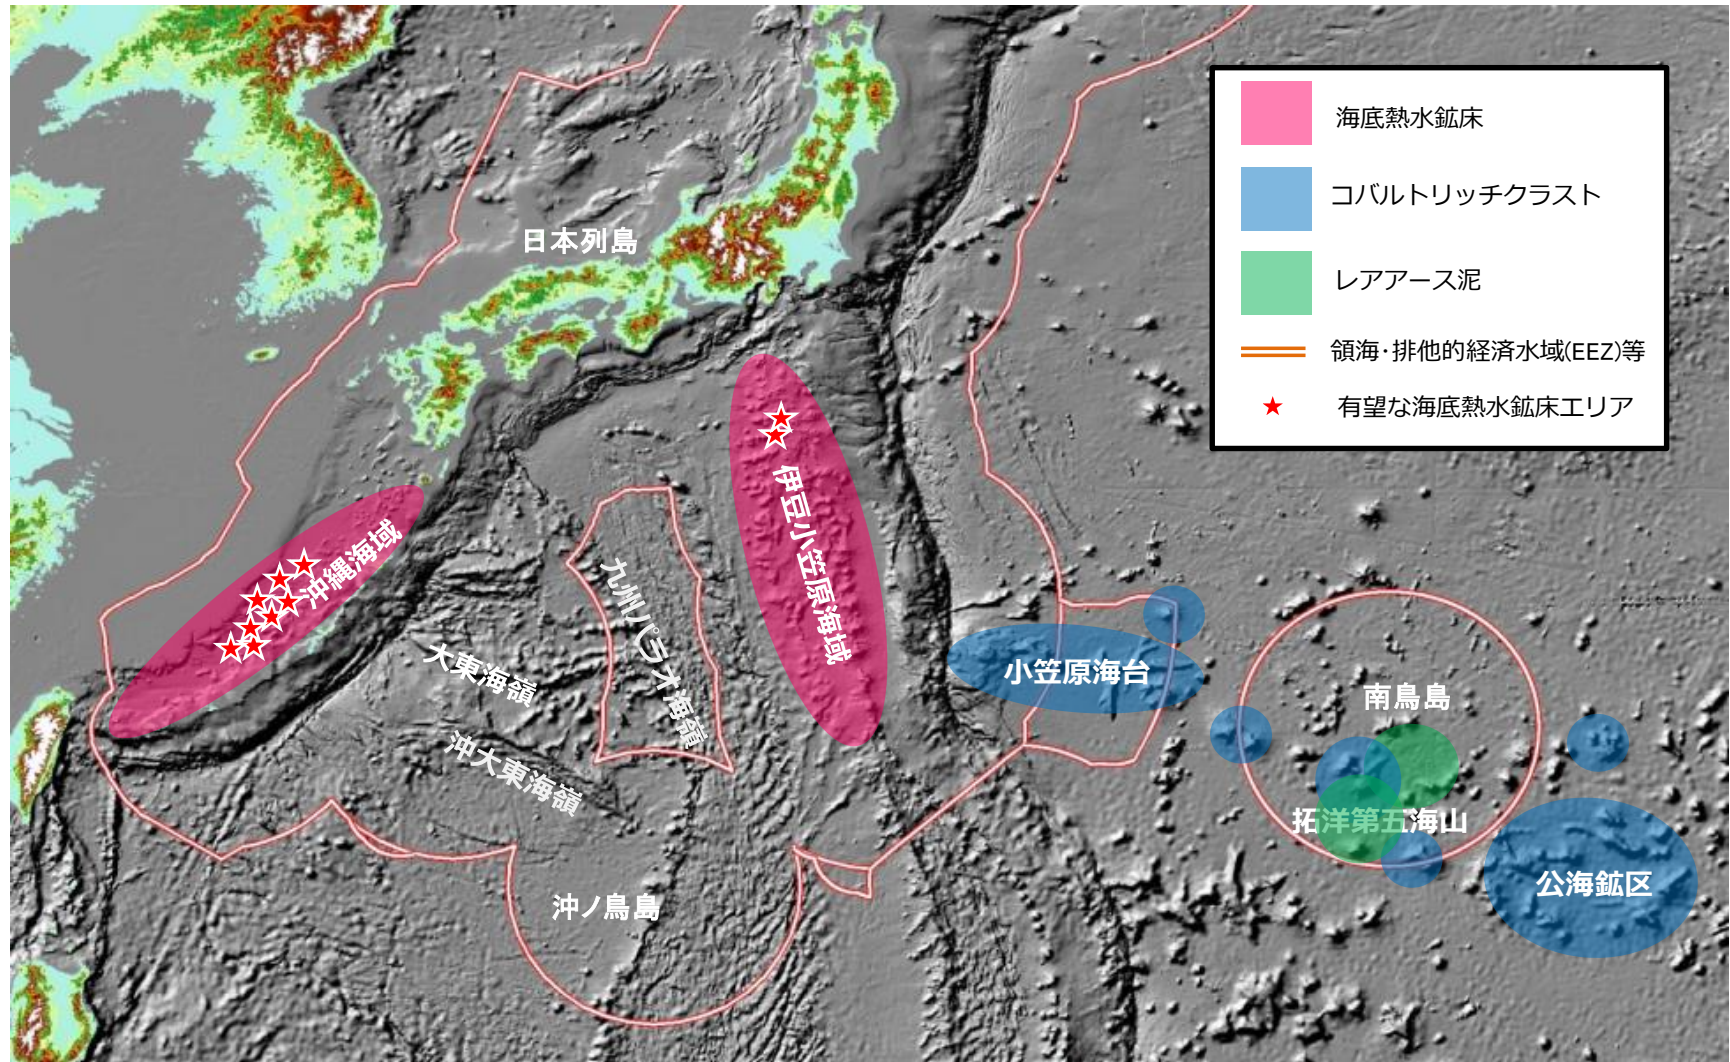 海底熱水鉱床
コバルトリッチクラスト
レアアース泥
領海・排他的経済水域(EEZ)等
有望な海底熱水鉱床エリア
日本列島
沖縄海域
伊豆小笠原海域
九州パラオ海嶺
大東海嶺
沖大東海嶺
小笠原海台
南鳥島
拓洋第五海山
公海鉱区
沖ノ鳥島